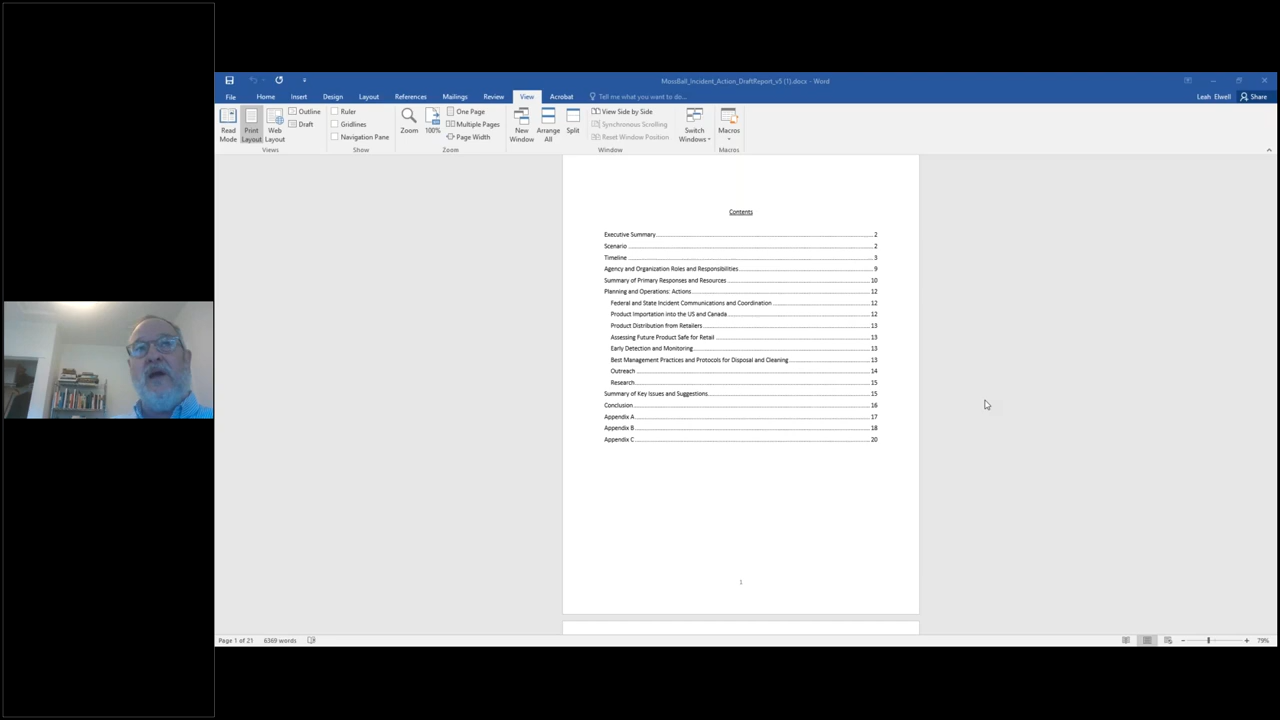 MossBall_Incident_Action_DraftReport_v5 (1).docx - Word
File Home Insert Design Layout References Mailings Review View Acrobat Tell me what you want to do... Leah Elwell Share
Read Mode
Print Layout
Web Layout
Outline
Draft
Views
Ruler
Gridlines
Navigation Pane
Show
Zoom
100%
One Page
Multiple Pages
Page Width
Zoom
New Window
Arrange All
Split
View Side by Side
Synchronous Scrolling
Reset Window Position
Switch Windows
Window
Macros
Macros
Contents
Executive Summary 2
Scenario 2
Timeline 3
Agency and Organization Roles and Responsibilities 9
Summary of Primary Responses and Resources 10
Planning and Operations: Actions 12
Federal and State Incident Communications and Coordination 12
Product Importation into the US and Canada 12
Product Distribution from Retailers 13
Assessing Future Product Safe for Retail 13
Early Detection and Monitoring 13
Best Management Practices and Protocols for Disposal and Cleaning 13
Outreach 14
Research 15
Summary of Key Issues and Suggestions 15
Conclusion 16
Appendix A 17
Appendix B 18
Appendix C 20
1
Page 1 of 21 6369 words 79%